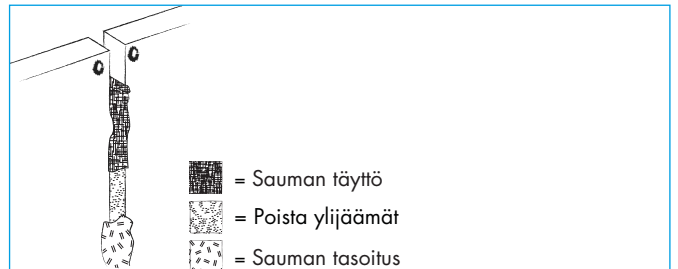 = Sauman täyttö
= Poista ylijäämät
= Sauman tasoitus